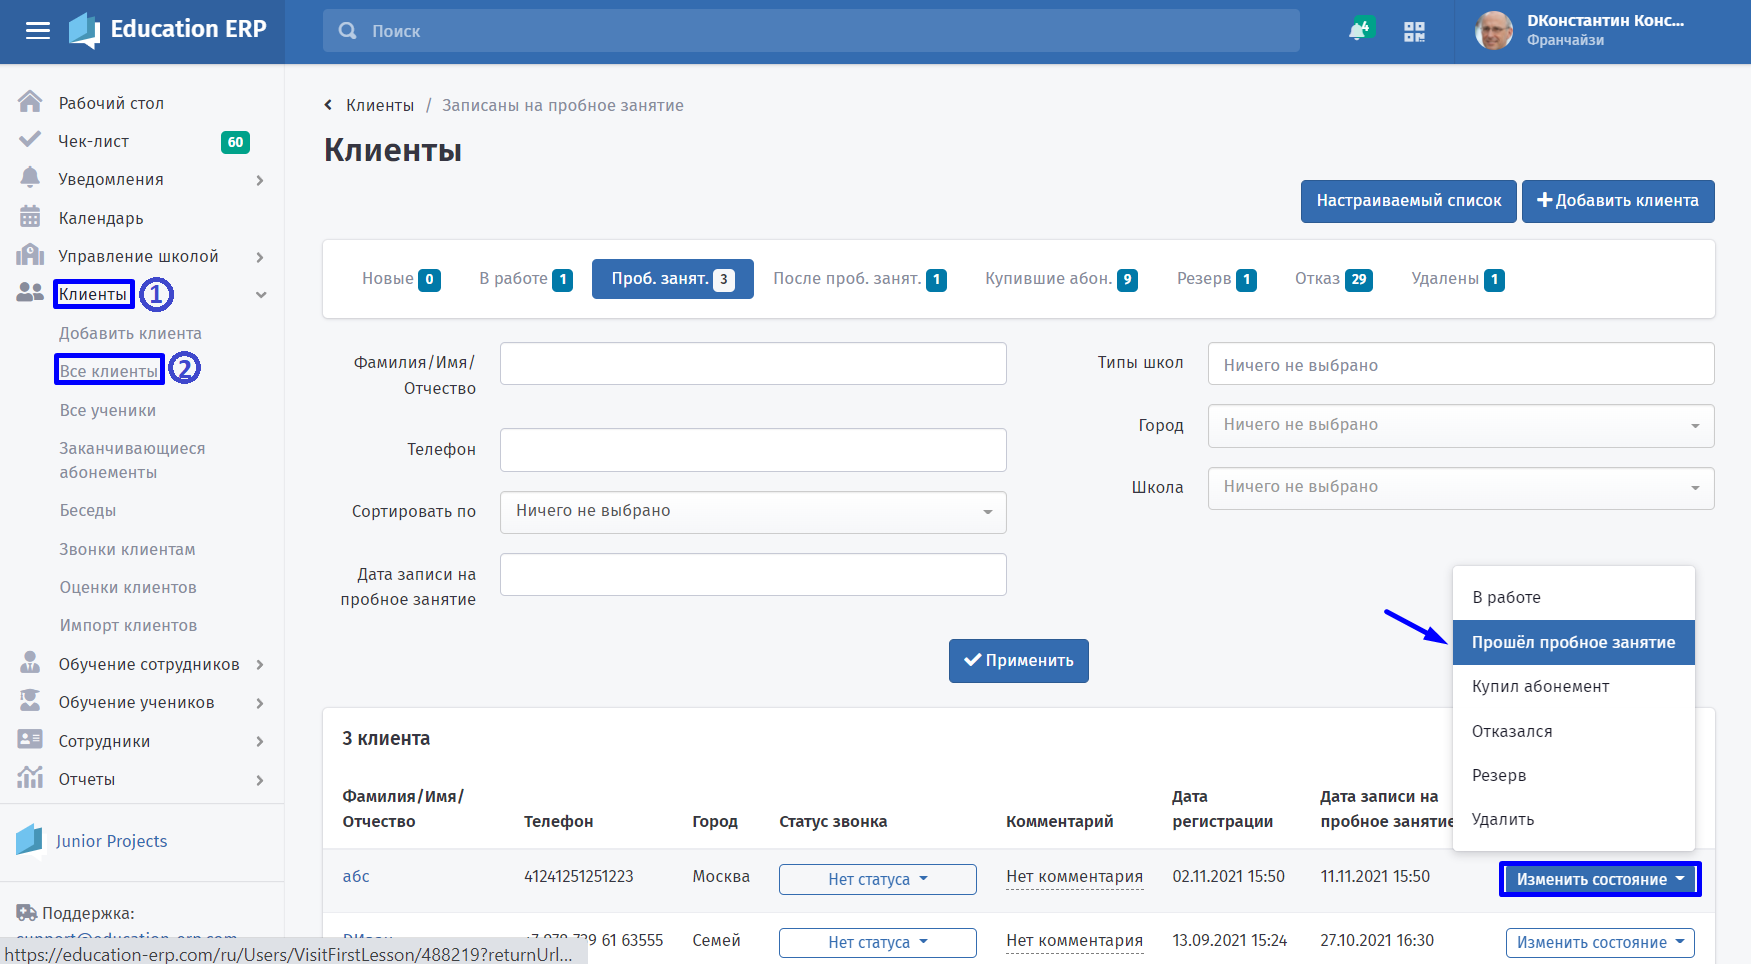 Education ERP
Поиск
4
DКонстантин Конс...
Франчайзи
Рабочий стол
Чек-лист 60
Уведомления
Календарь
Управление школой
Клиенты 1
Добавить клиента
Все клиенты 2
Все ученики
Заканчивающиеся
абонементы
Беседы
Звонки клиентам
Оценки клиентов
Импорт клиентов
Обучение сотрудников
Обучение учеников
Сотрудники
Отчеты
Junior Projects
Поддержка:
support@education-erp.com
https://education-erp.com/ru/Users/VisitFirstLesson/488219?returnUrl...
Клиенты / Записаны на пробное занятие
Клиенты
Настраиваемый список
Добавить клиента
Новые 0 В работе 1 Проб. занят. 3 После проб. занят. 1 Купившие абон. 9 Резерв 1 Отказ 29 Удалены 1
Фамилия/Имя/
Отчество
Телефон
Сортировать по Ничего не выбрано
Дата записи на
пробное занятие
Типы школ Ничего не выбрано
Город Ничего не выбрано
Школа Ничего не выбрано
Применить
В работе
Прошёл пробное занятие
Купил абонемент
Отказался
Резерв
Удалить
3 клиента
Фамилия/Имя/
Отчество
Телефон
Город
Статус звонка
Комментарий
Дата
регистрации
Дата записи на
пробное занятие
абс 41241251251223 Москва Нет статуса Нет комментария 02.11.2021 15:50 11.11.2021 15:50 Изменить состояние
61 63555 Семей Нет статуса Нет комментария 13.09.2021 15:24 27.10.2021 16:30 Изменить состояние